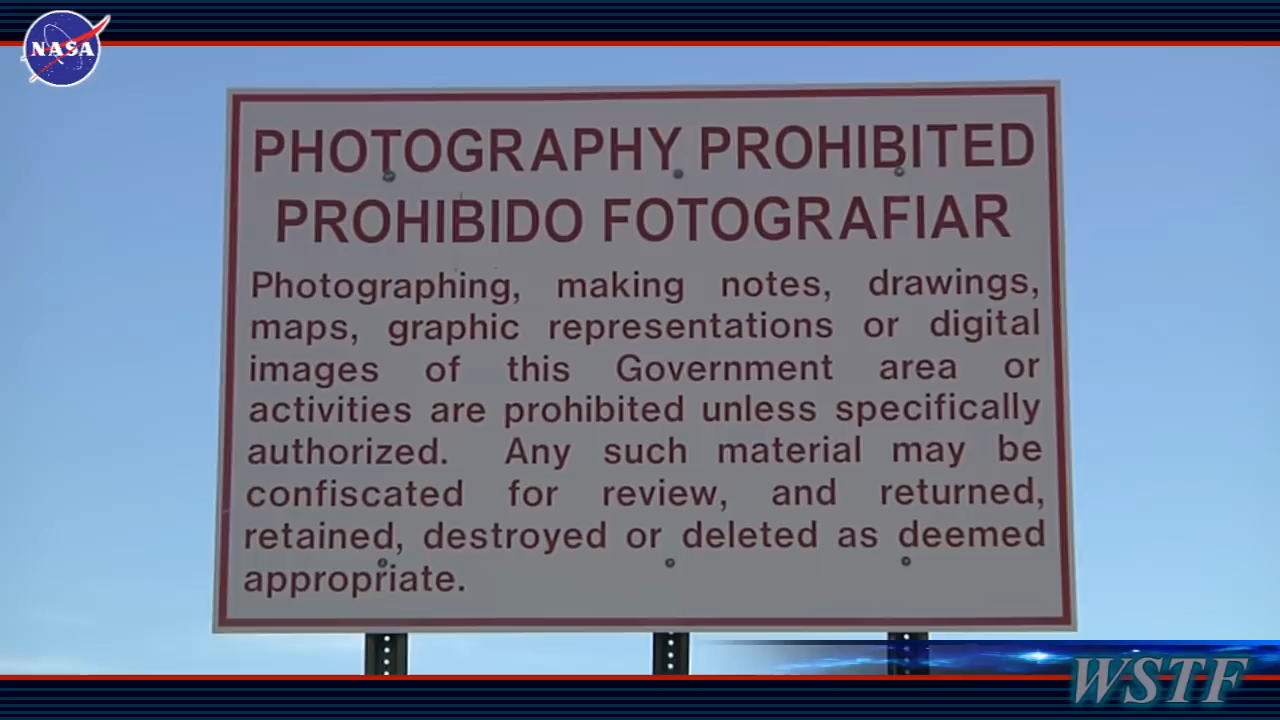 NASA
PHOTOGRAPHY PROHIBITED
PROHIBIDO FOTOGRAFIAR
Photographing, making notes, drawings,
maps, graphic representations or digital
images of this Government area or
activities are prohibited unless specifically
authorized. Any such material may be
confiscated for review, and returned,
retained, destroyed or deleted as deemed
appropriate.
WSTF